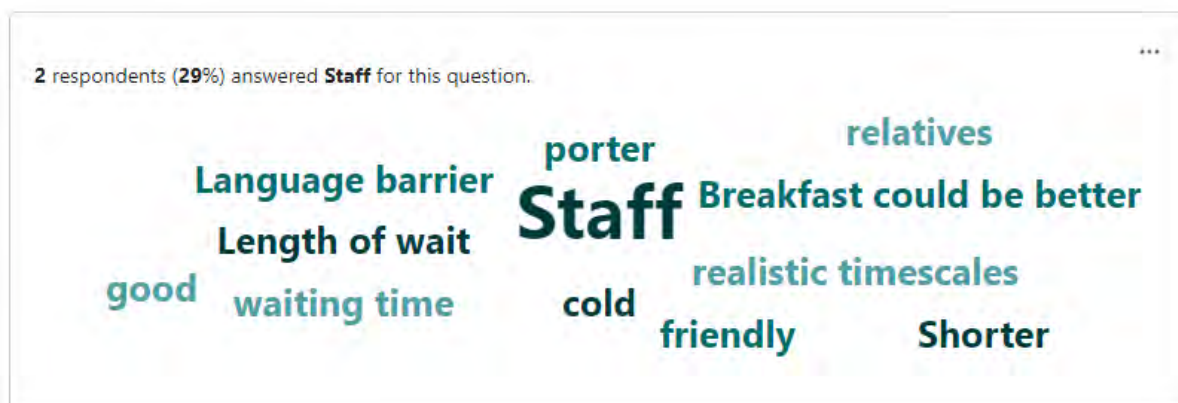 ...
2 respondents (29%) answered Staff for this question.
relatives
porter
Language barrier
Staff
Breakfast could be better
Length of wait
realistic timescales
good
waiting time
cold
friendly
Shorter